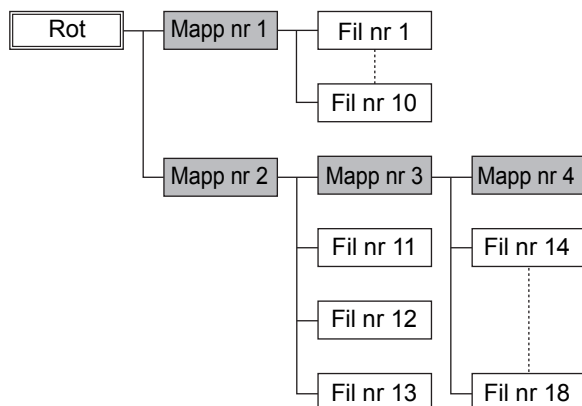 Rot
Mapp nr 1
Fil nr 1
Fil nr 10
Mapp nr 2
Mapp nr 3
Mapp nr 4
Fil nr 11
Fil nr 14
Fil nr 12
Fil nr 13
Fil nr 18